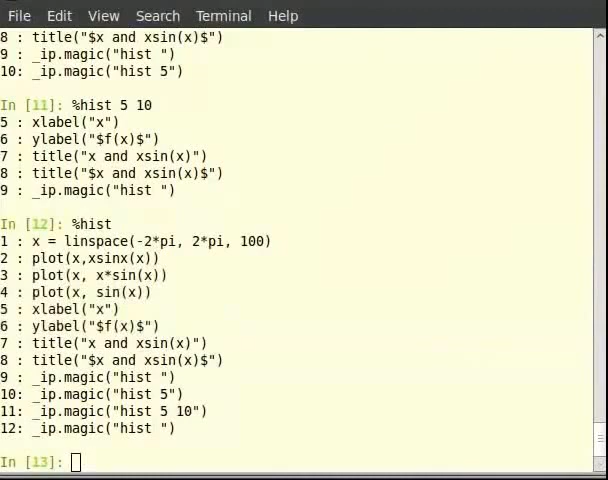 File Edit View Search Terminal Help
8 : title("$x and xsin(x)$")
9 : _ip.magic("hist ")
10: _ip.magic("hist 5")
In [11]: %hist 5 10
5 : xlabel("x")
6 : ylabel("$f(x)$")
7 : title("x and xsin(x)")
8 : title("$x and xsin(x)$")
9 : _ip.magic("hist ")
In [12]: %hist
1 : x = linspace(-2*pi, 2*pi, 100)
2 : plot(x,xsinx(x))
3 : plot(x, x*sin(x))
4 : plot(x, sin(x))
5 : xlabel("x")
6 : ylabel("$f(x)$")
7 : title("x and xsin(x)")
8 : title("$x and xsin(x)$")
9 : _ip.magic("hist ")
10: _ip.magic("hist 5")
11: _ip.magic("hist 5 10")
12: _ip.magic("hist ")
In [13]: